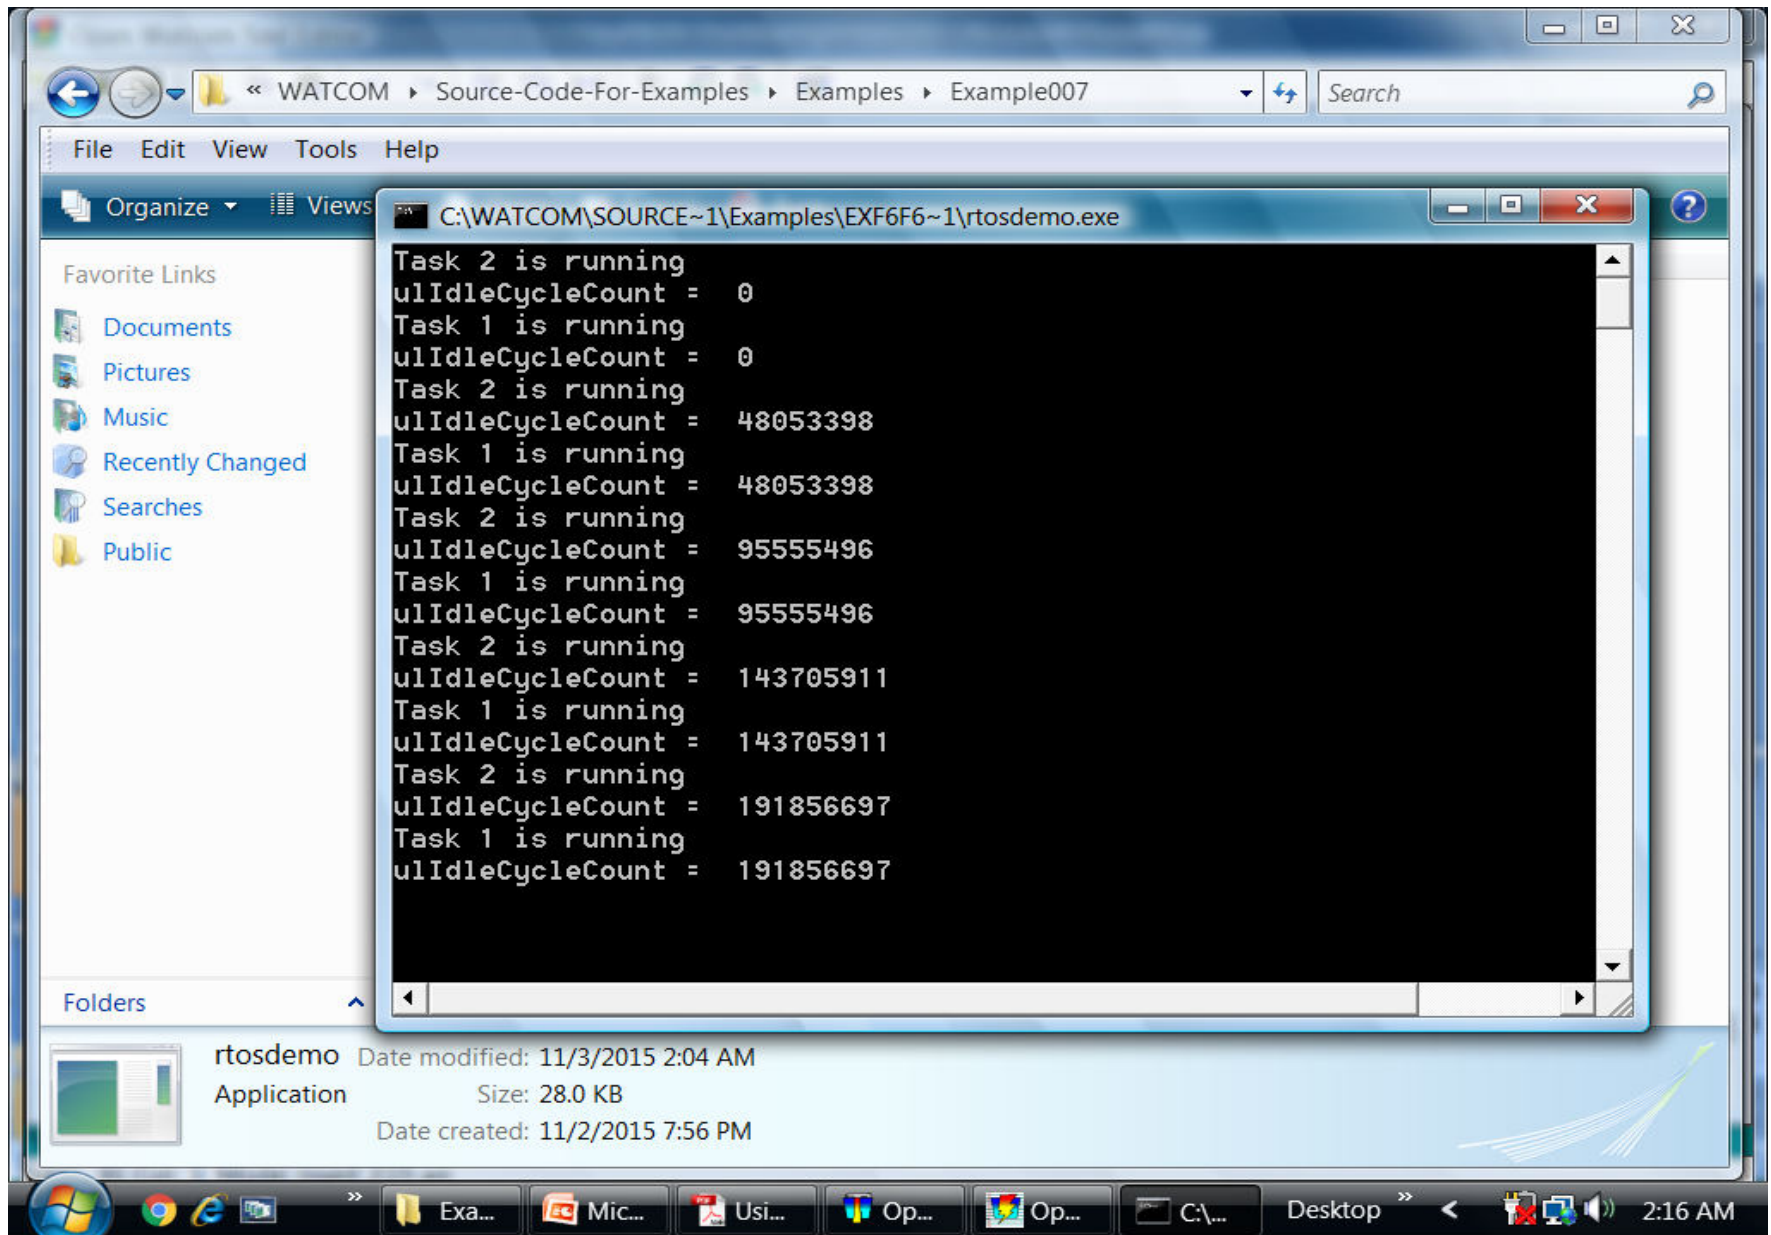 « WATCOM ▸ Source-Code-For-Examples ▸ Examples ▸ Example007
Search
File Edit View Tools Help
Organize Views
C:\WATCOM\SOURCE~1\Examples\EXF6F6~1\rtosdemo.exe
Favorite Links
Documents
Pictures
Music
Recently Changed
Searches
Public
Folders
Task 2 is running
ulIdleCycleCount = 0
Task 1 is running
ulIdleCycleCount = 0
Task 2 is running
ulIdleCycleCount = 48053398
Task 1 is running
ulIdleCycleCount = 48053398
Task 2 is running
ulIdleCycleCount = 95555496
Task 1 is running
ulIdleCycleCount = 95555496
Task 2 is running
ulIdleCycleCount = 143705911
Task 1 is running
ulIdleCycleCount = 143705911
Task 2 is running
ulIdleCycleCount = 191856697
Task 1 is running
ulIdleCycleCount = 191856697
rtosdemo Date modified: 11/3/2015 2:04 AM
Application Size: 28.0 KB
Date created: 11/2/2015 7:56 PM
» Exa... Mic... Usi... Op... Op... C:\... Desktop » < 2:16 AM